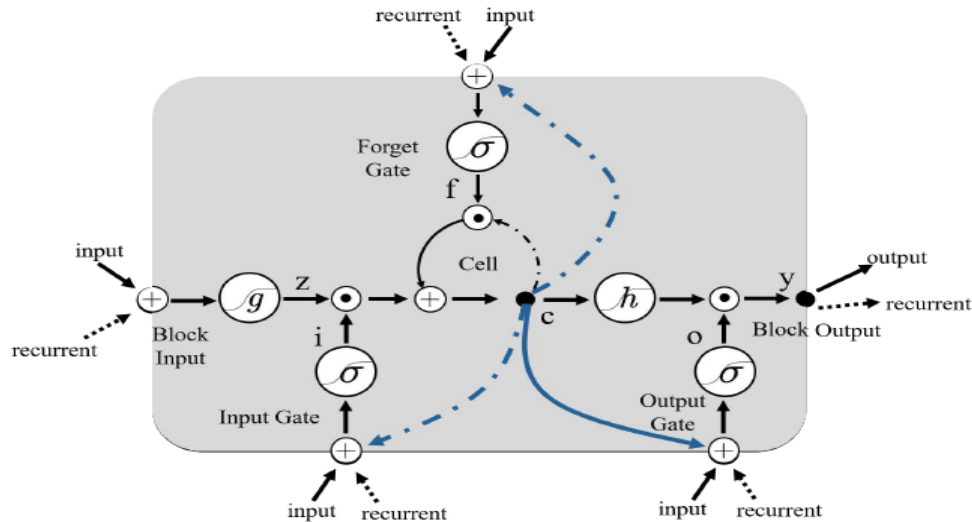 recurrent input
Forget
Gate
σ
f
input
Cell
output
g
z
h
y
c
recurrent
Block
Input
i
o
Block Output
recurrent
σ
σ
Input Gate
Output
Gate
input
recurrent
input
recurrent